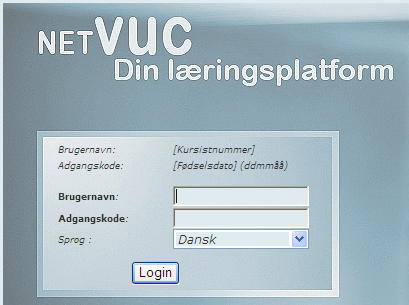 NETVUC
Din læringsplatform
Brugernavn: [Kursistnummer]
Adgangskode: [Fødselsdato] (ddmmåå)
Brugernavn:
Adgangskode:
Sprog : Dansk
Login